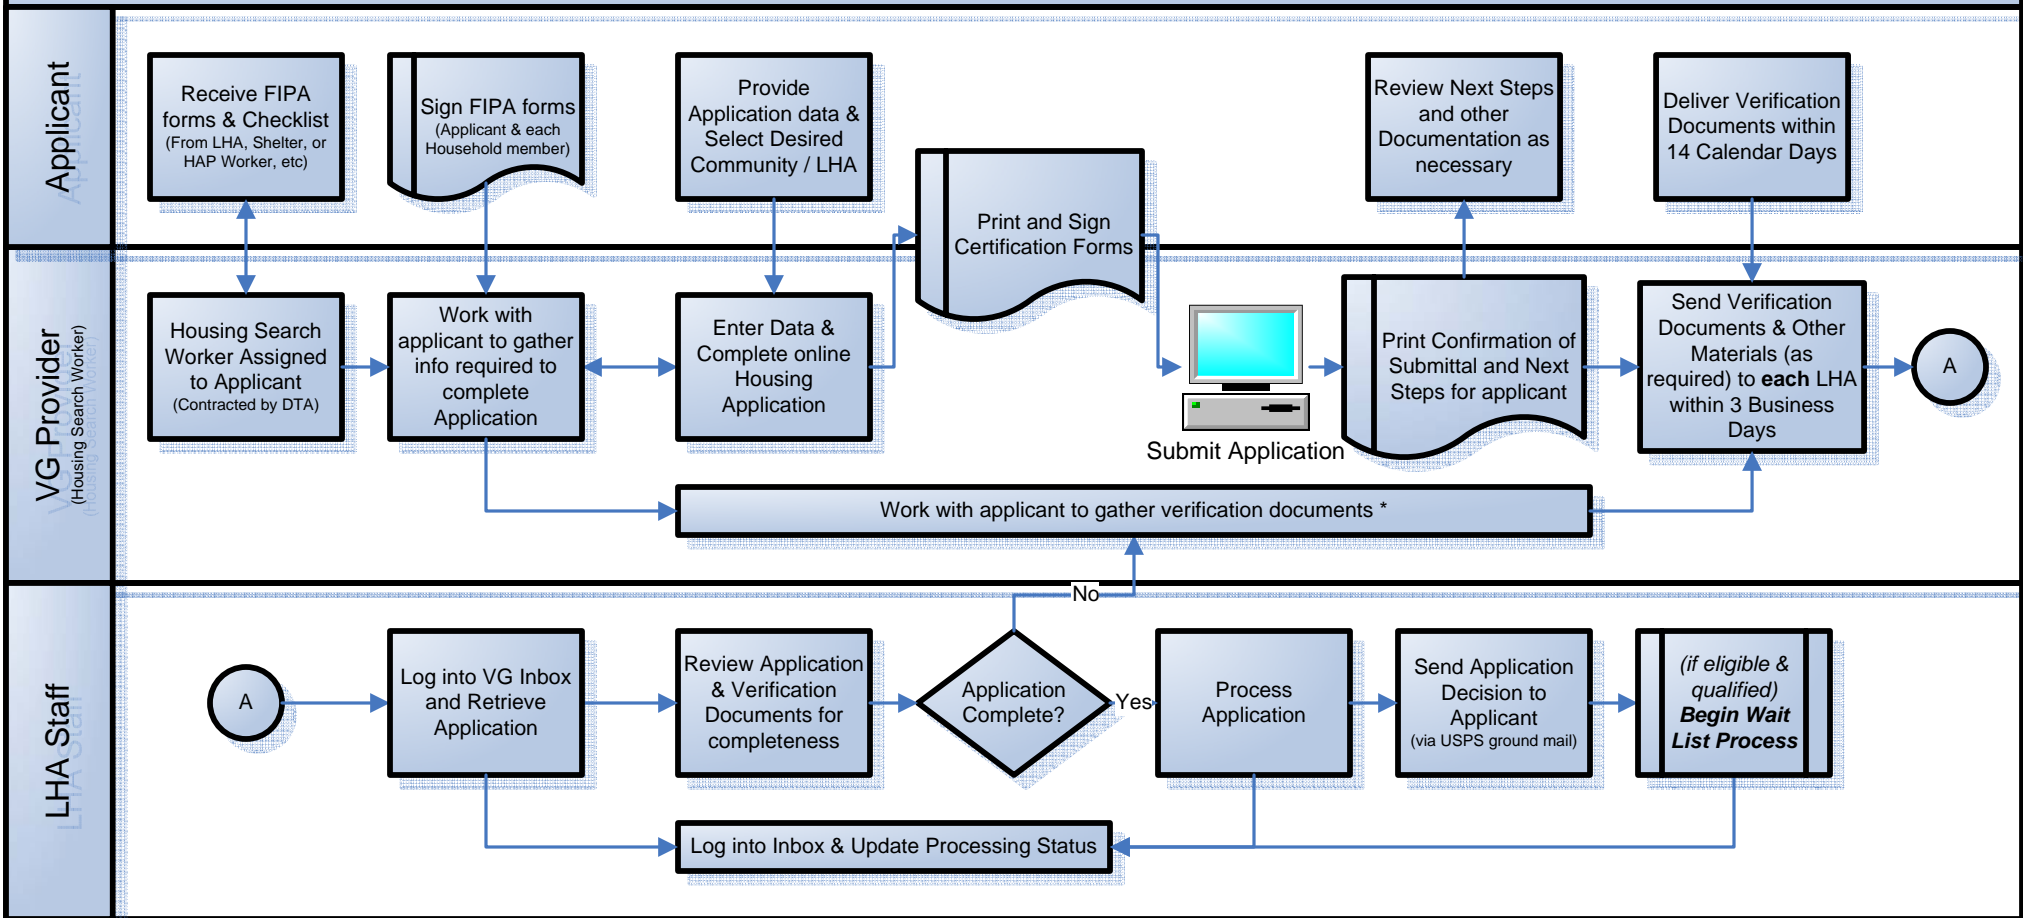 Applicant
Receive FIPA
forms & Checklist
(From LHA, Shelter, or
HAP Worker, etc)
Sign FIPA forms
(Applicant & each
Household member)
Provide
Application data &
Select Desired
Community / LHA
Print and Sign
Certification Forms
Review Next Steps
and other
Documentation as
necessary
Deliver Verification
Documents within
14 Calendar Days
VG Provider
(Housing Search Worker)
Housing Search
Worker Assigned
to Applicant
(Contracted by DTA)
Work with
applicant to gather
info required to
complete
Application
Enter Data &
Complete online
Housing
Application
Submit Application
Print Confirmation of
Submittal and Next
Steps for applicant
Send Verification
Documents & Other
Materials (as
required) to each LHA
within 3 Business
Days
A
Work with applicant to gather verification documents *
LHA Staff
A
Log into VG Inbox
and Retrieve
Application
Review Application
& Verification
Documents for
completeness
Application
Complete?
No
Yes
Process
Application
Send Application
Decision to
Applicant
(via USPS ground mail)
(if eligible &
qualified)
Begin Wait
List Process
Log into Inbox & Update Processing Status